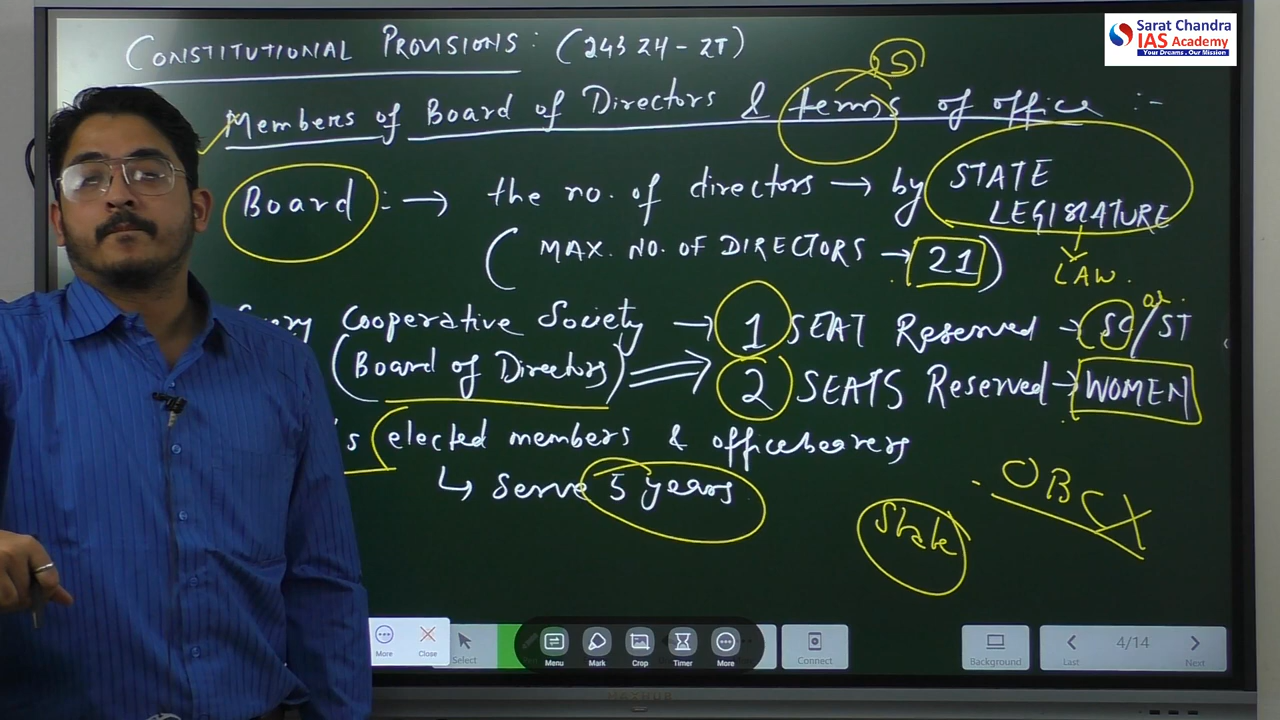 Sarat Chandra
IAS Academy
Your Dreams. Our Mission
CONSTITUTIONAL PROVISIONS: (243 ZH - ZT)
Members of Board of Directors & terms of office :-
5
Board : → the no. of directors → by STATE LEGISLATURE
LAW.
( MAX. NO. OF DIRECTORS → 21 )
Cooperative Society → 1 SEAT Reserved → SC/ST
or
(Board of Directors) ⇒ 2 SEATS Reserved → WOMEN
's elected members & officebearers
↳ Serve 5 years
OBC X
State
More
Close
Select
Menu
Mark
Crop
Timer
More
Connect
Background
Last
4/14
Next